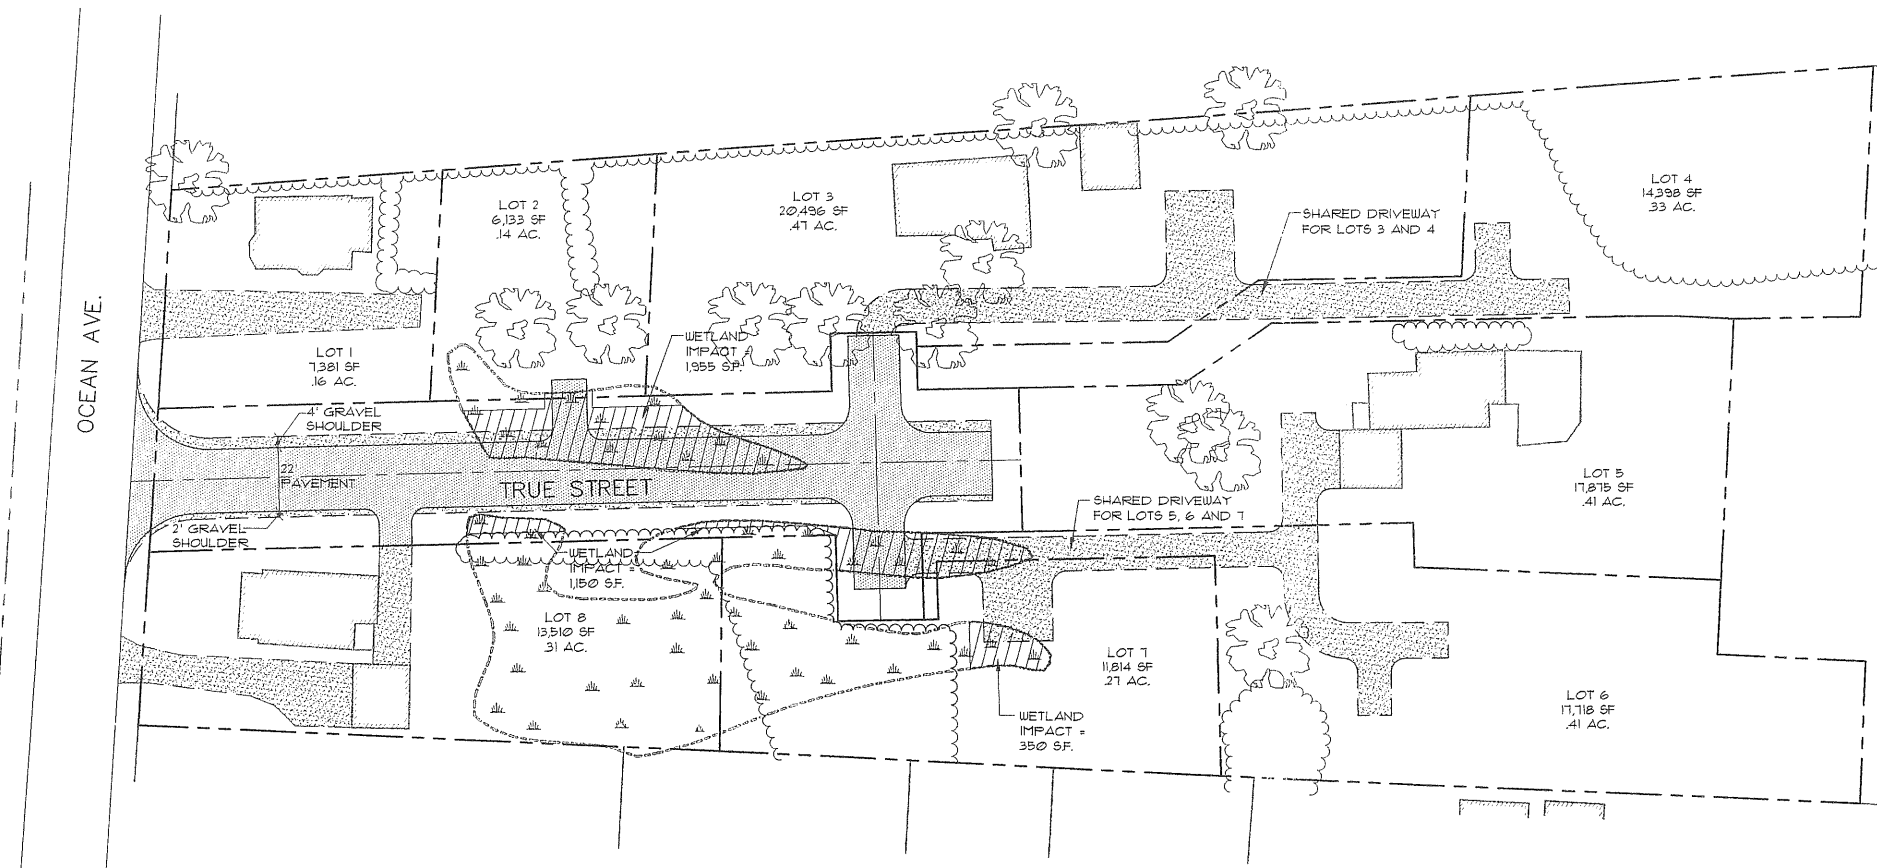 OCEAN AVE.
LOT 1
7,381 SF
.16 AC.
LOT 2
6,133 SF
.14 AC.
LOT 3
20,496 SF
.47 AC.
LOT 4
14,398 SF
.33 AC.
SHARED DRIVEWAY
FOR LOTS 3 AND 4
WETLAND
IMPACT =
1,955 S.F.
4' GRAVEL
SHOULDER
22'
PAVEMENT
2' GRAVEL
SHOULDER
TRUE STREET
SHARED DRIVEWAY
FOR LOTS 5, 6 AND 7
LOT 5
17,875 SF
.41 AC.
WETLAND
IMPACT =
1,150 S.F.
LOT 8
13,510 SF
.31 AC.
LOT 7
11,814 SF
.27 AC.
WETLAND
IMPACT =
350 S.F.
LOT 6
17,718 SF
.41 AC.